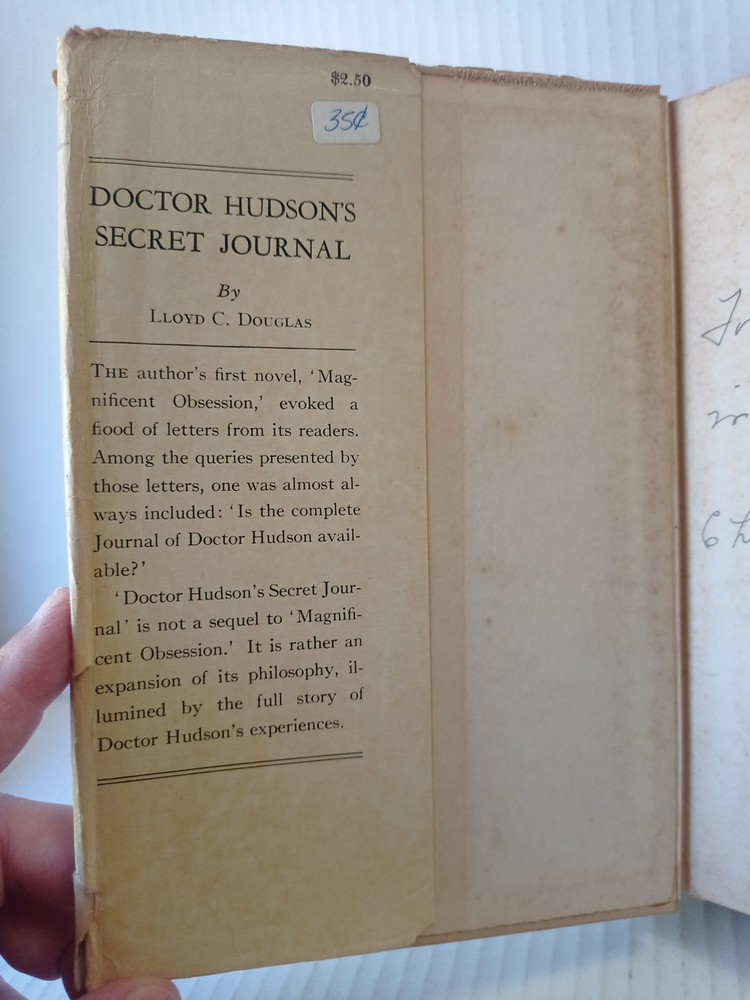 $2.50
35¢
DOCTOR HUDSON'S
SECRET JOURNAL
By
LLOYD C. DOUGLAS
THE author's first novel, 'Mag-
nificent Obsession,' evoked a
flood of letters from its readers.
Among the queries presented by
those letters, one was almost al-
ways included: 'Is the complete
Journal of Doctor Hudson avail-
able?'
'Doctor Hudson's Secret Jour-
nal' is not a sequel to 'Magnifi-
cent Obsession.' It is rather an
expansion of its philosophy, il-
lumined by the full story of
Doctor Hudson's experiences.